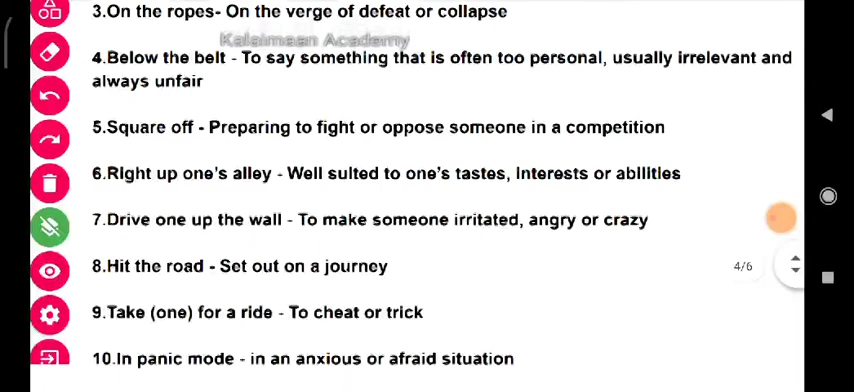 3.On the ropes- On the verge of defeat or collapse
Kalaimaan Academy
4.Below the belt - To say something that is often too personal, usually irrelevant and
always unfair
5.Square off - Preparing to fight or oppose someone in a competition
6.Right up one's alley - Well suited to one's tastes, interests or abilities
7.Drive one up the wall - To make someone irritated, angry or crazy
8.Hit the road - Set out on a journey
4/6
9.Take (one) for a ride - To cheat or trick
10.In panic mode - in an anxious or afraid situation